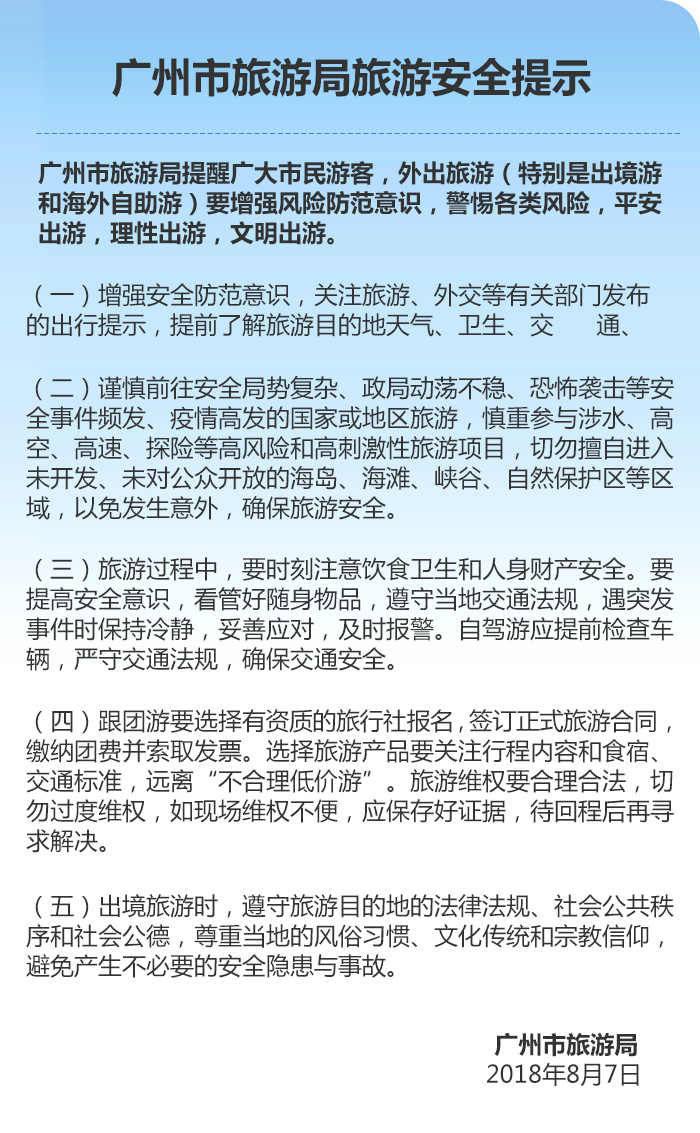 广州市旅游局旅游安全提示
广州市旅游局提醒广大市民游客，外出旅游（特别是出境游
和海外自助游）要增强风险防范意识，警惕各类风险，平安
出游，理性出游，文明出游。
（一）增强安全防范意识，关注旅游、外交等有关部门发布
的出行提示，提前了解旅游目的地天气、卫生、交 通、
（二）谨慎前往安全局势复杂、政局动荡不稳、恐怖袭击等安
全事件频发、疫情高发的国家或地区旅游，慎重参与涉水、高
空、高速、探险等高风险和高刺激性旅游项目，切勿擅自进入
未开发、未对公众开放的海岛、海滩、峡谷、自然保护区等区
域，以免发生意外，确保旅游安全。
（三）旅游过程中，要时刻注意饮食卫生和人身财产安全。要
提高安全意识，看管好随身物品，遵守当地交通法规，遇突发
事件时保持冷静，妥善应对，及时报警。自驾游应提前检查车
辆，严守交通法规，确保交通安全。
（四）跟团游要选择有资质的旅行社报名，签订正式旅游合同，
缴纳团费并索取发票。选择旅游产品要关注行程内容和食宿、
交通标准，远离“不合理低价游”。旅游维权要合理合法，切
勿过度维权，如现场维权不便，应保存好证据，待回程后再寻
求解决。
（五）出境旅游时，遵守旅游目的地的法律法规、社会公共秩
序和社会公德，尊重当地的风俗习惯、文化传统和宗教信仰，
避免产生不必要的安全隐患与事故。
广州市旅游局
2018年8月7日